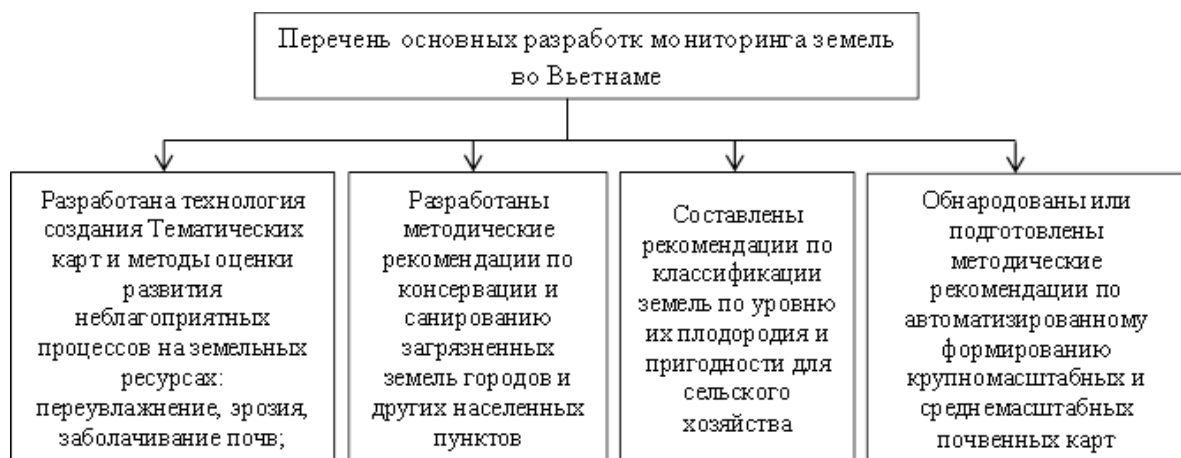 Перечень основных разработк мониторинга земель
во Вьетнаме
Разработана технология
создания Тематических
карт и методы оценки
развития
неблагоприятных
процессов на земельных
ресурсах:
переувлажнение, эрозия,
заболачивание почв;
Разработаны
методические
рекомендации по
консервации и
санированию
загрязненных
земель городов и
других населенных
пунктов
Составлены
рекомендации по
классификации
земель по уровню
их плодородия и
пригодности для
сельского
хозяйства
Обнародованы или
подготовлены
методические
рекомендации по
автоматизированному
формированию
крупномасштабных и
среднемасштабных
почвенных карт